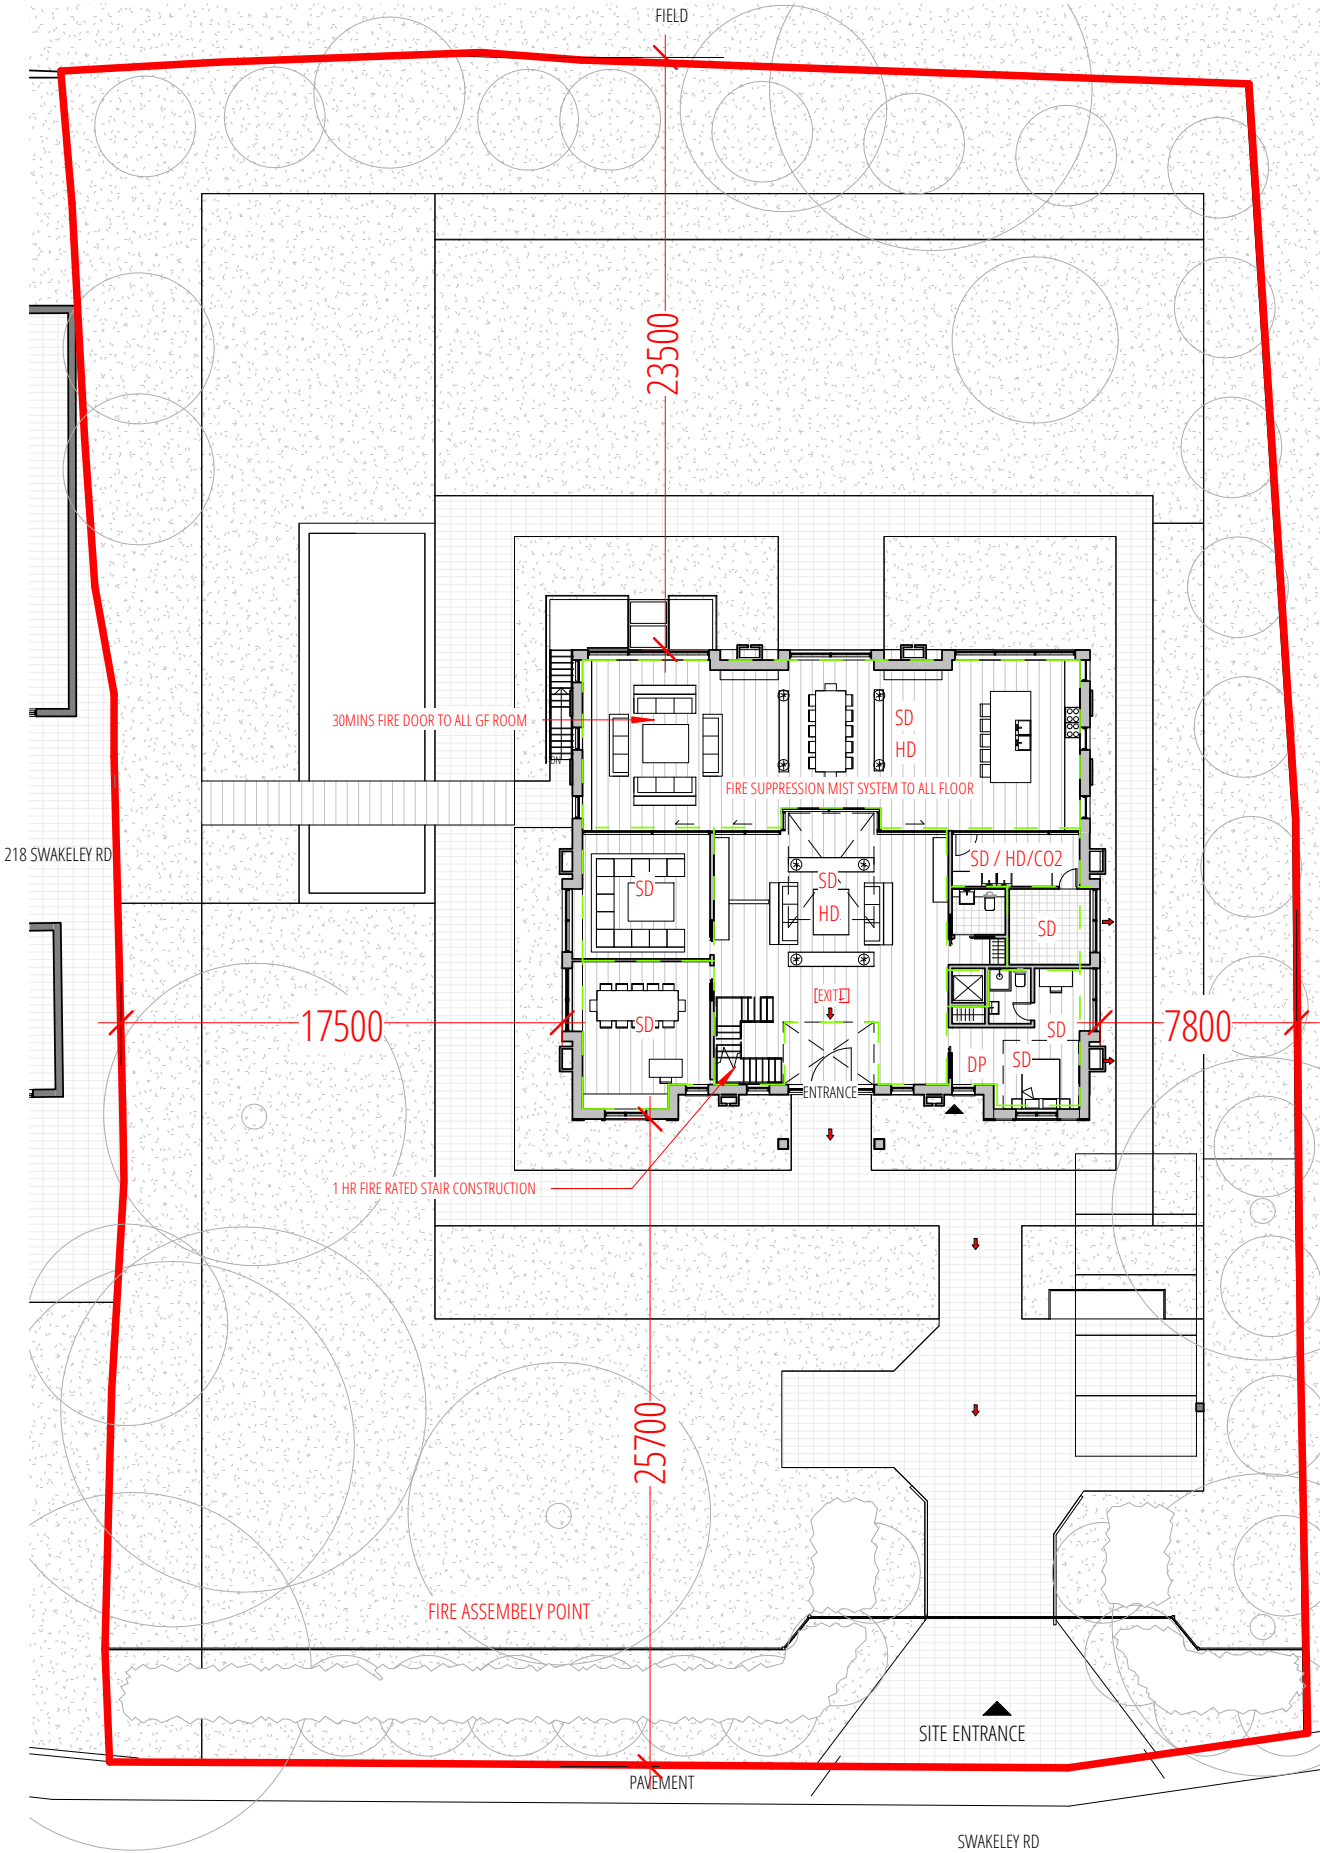 FIELD
23500
30MINS FIRE DOOR TO ALL GF ROOM
SD
HD
DN
FIRE SUPPRESSION MIST SYSTEM TO ALL FLOOR
218 SWAKELEY RD
SD / HD/CO2
SD
SD
HD
SD
[EXIT]
17500
SD
SD
7800
DP
SD
ENTRANCE
1 HR FIRE RATED STAIR CONSTRUCTION
25700
FIRE ASSEMBELY POINT
SITE ENTRANCE
PAVEMENT
SWAKELEY RD